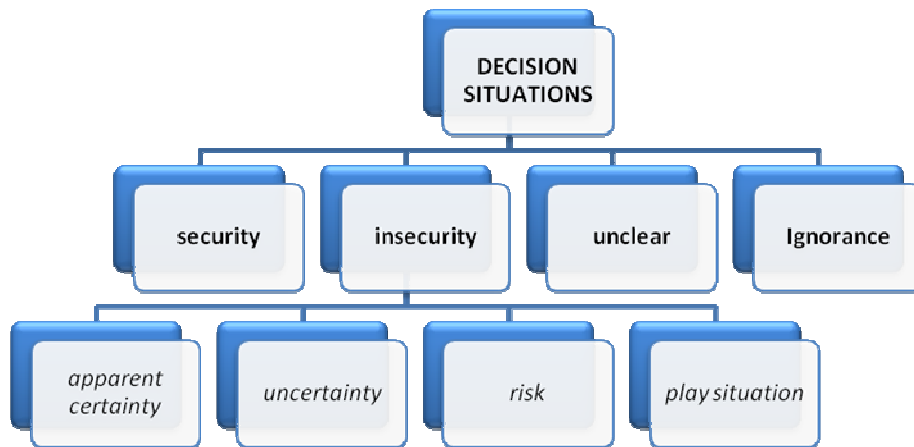 DECISION
SITUATIONS
security
insecurity
unclear
Ignorance
apparent
certainty
uncertainty
risk
play situation